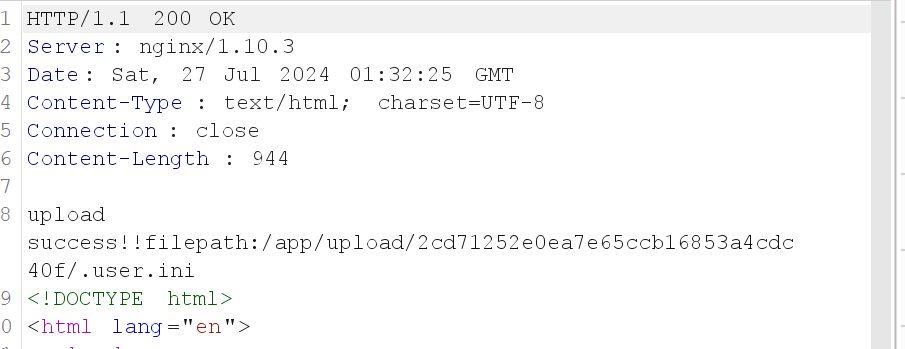 1 HTTP/1.1 200 OK
2 Server: nginx/1.10.3
3 Date: Sat, 27 Jul 2024 01:32:25 GMT
4 Content-Type: text/html; charset=UTF-8
5 Connection: close
6 Content-Length: 944
7
8 upload
success!!filepath:/app/upload/2cd71252e0ea7e65ccb16853a4cdc
40f/.user.ini
9 <!DOCTYPE html>
0 <html lang="en">